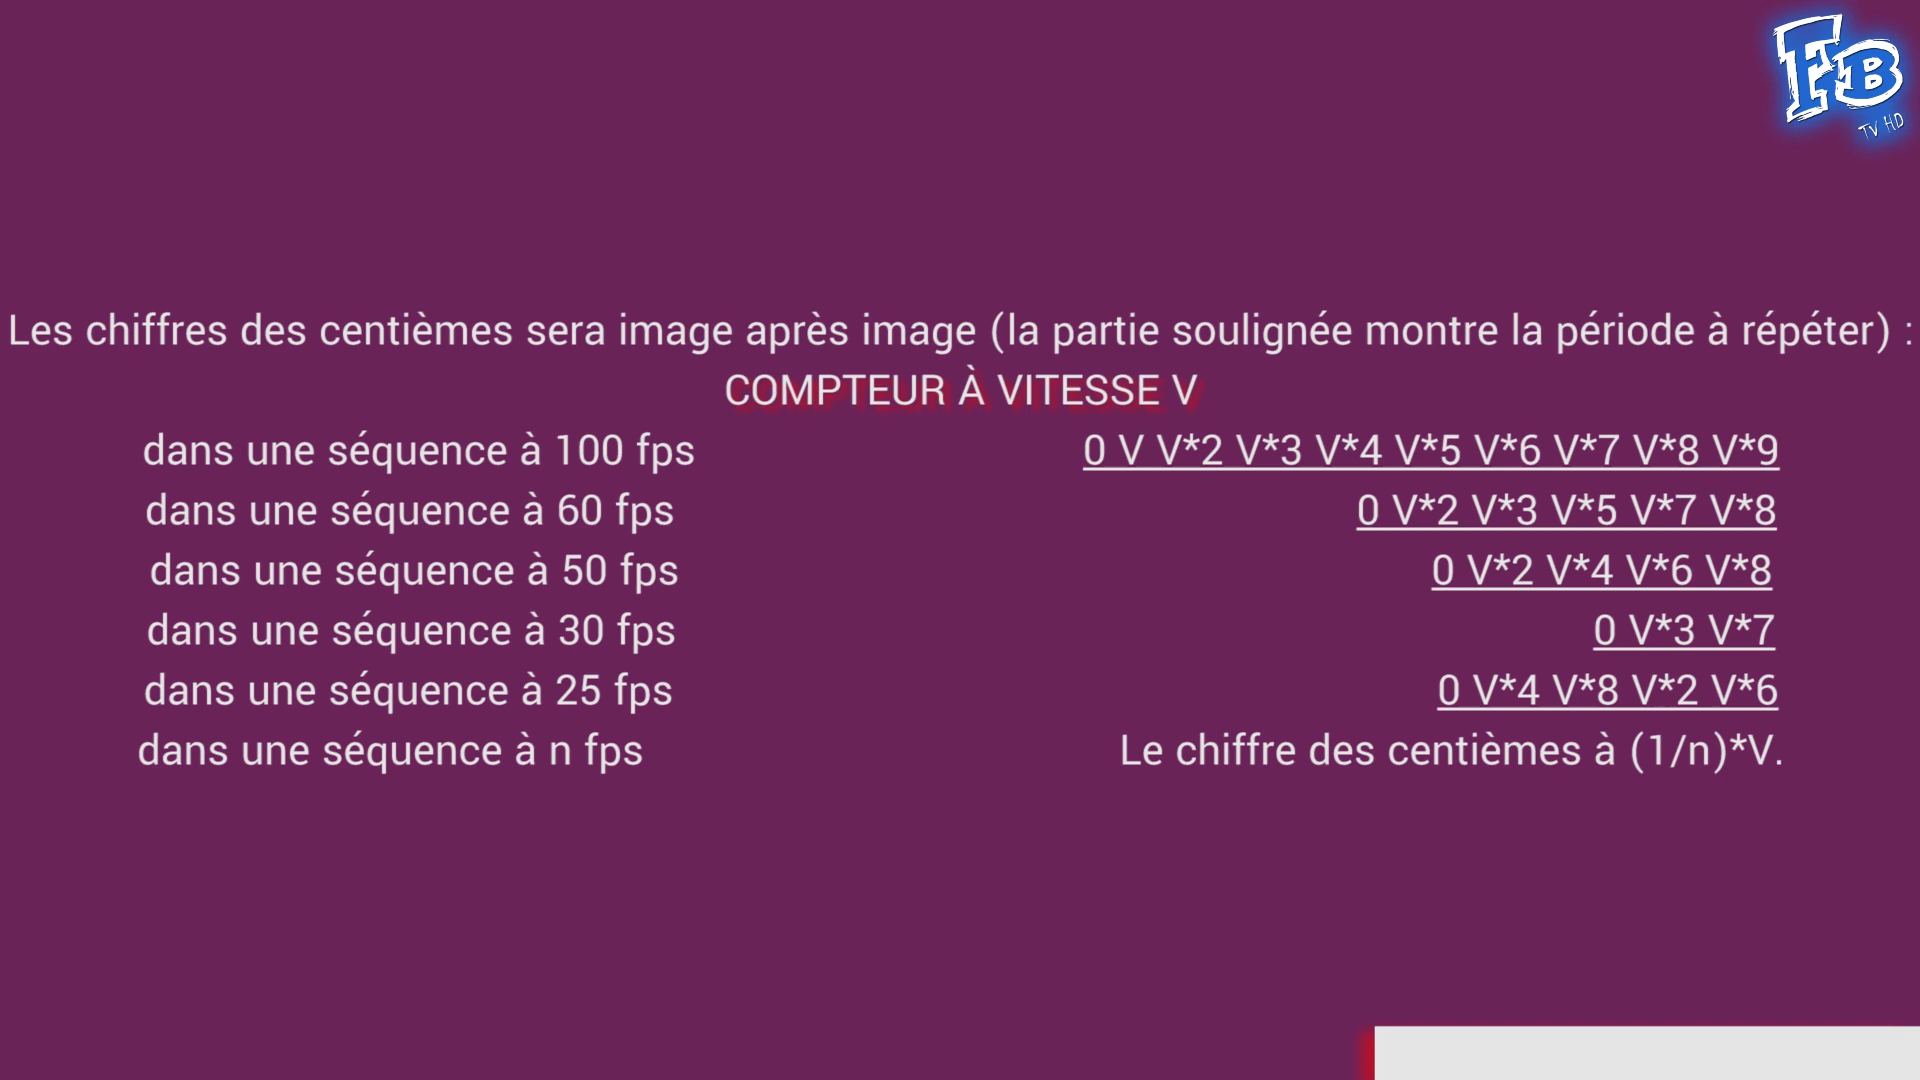 FB
TV HD
Les chiffres des centièmes sera image après image (la partie soulignée montre la période à répéter) :
COMPTEUR À VITESSE V
dans une séquence à 100 fps 0 V V*2 V*3 V*4 V*5 V*6 V*7 V*8 V*9
dans une séquence à 60 fps 0 V*2 V*3 V*5 V*7 V*8
dans une séquence à 50 fps 0 V*2 V*4 V*6 V*8
dans une séquence à 30 fps 0 V*3 V*7
dans une séquence à 25 fps 0 V*4 V*8 V*2 V*6
dans une séquence à n fps Le chiffre des centièmes à (1/n)*V.